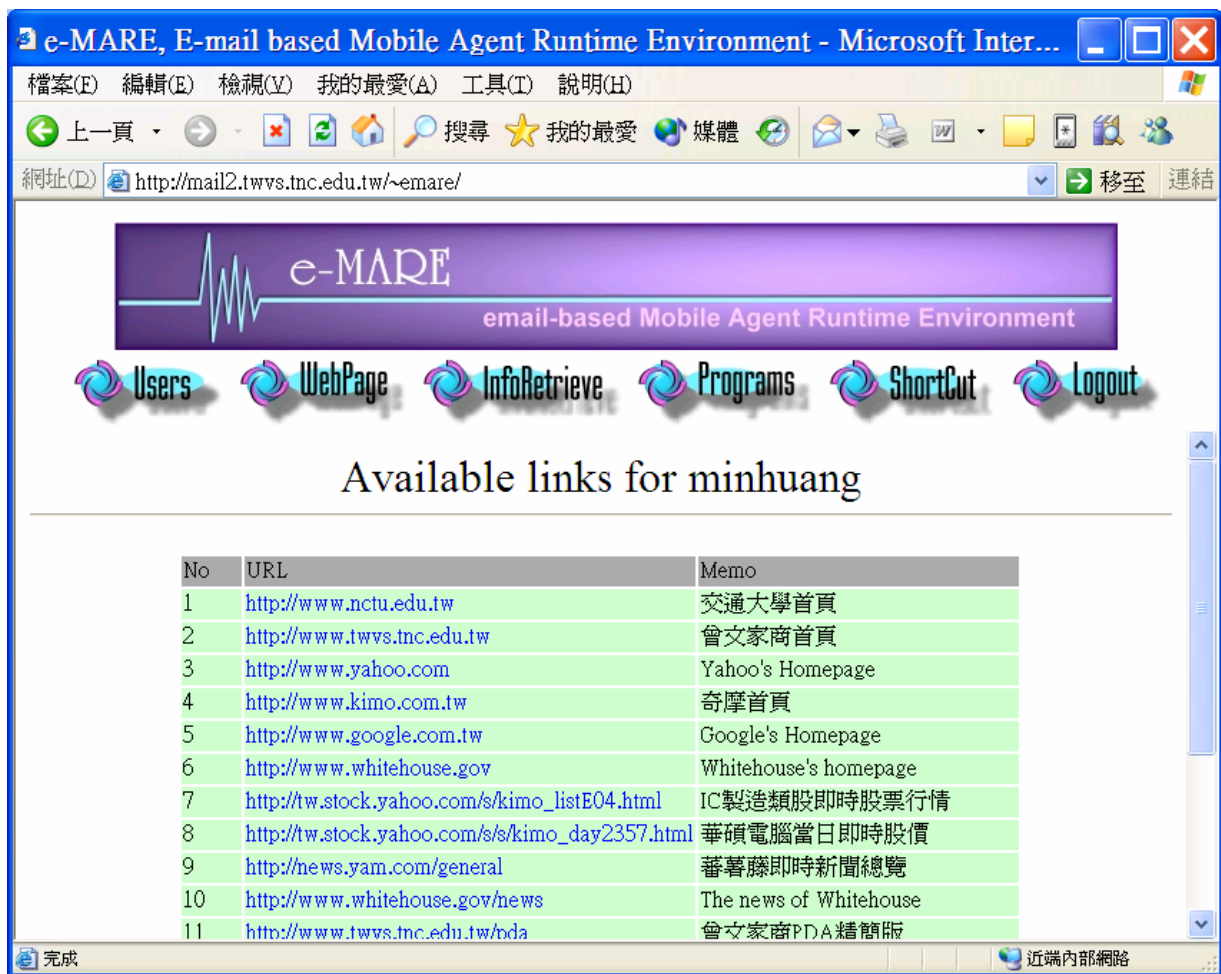 e-MARE, E-mail based Mobile Agent Runtime Environment - Microsoft Inter...
檔案(F) 編輯(E) 檢視(V) 我的最愛(A) 工具(T) 說明(H)
上一頁 搜尋 我的最愛 媒體
網址(D) http://mail2.twvs.tnc.edu.tw/~emare/ 移至 連結
e-MARE
email-based Mobile Agent Runtime Environment
Users WebPage InfoRetrieve Programs ShortCut Logout
Available links for minhuang
No URL Memo
1 http://www.nctu.edu.tw 交通大學首頁
2 http://www.twvs.tnc.edu.tw 曾文家商首頁
3 http://www.yahoo.com Yahoo's Homepage
4 http://www.kimo.com.tw 奇摩首頁
5 http://www.google.com.tw Google's Homepage
6 http://www.whitehouse.gov Whitehouse's homepage
7 http://tw.stock.yahoo.com/s/kimo_listE04.html IC製造類股即時股票行情
8 http://tw.stock.yahoo.com/s/s/kimo_day2357.html 華碩電腦當日即時股價
9 http://news.yam.com/general 蕃薯藤即時新聞總覽
10 http://www.whitehouse.gov/news The news of Whitehouse
11 http://www.twvs.tnc.edu.tw/pda 曾文家商PDA精簡版
完成 近端內部網路